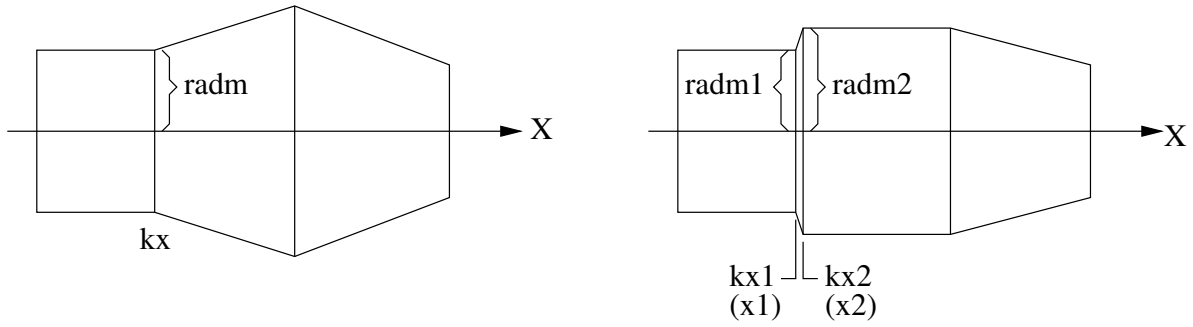 radm
X
kx
radm1
radm2
X
kx1
(x1)
kx2
(x2)